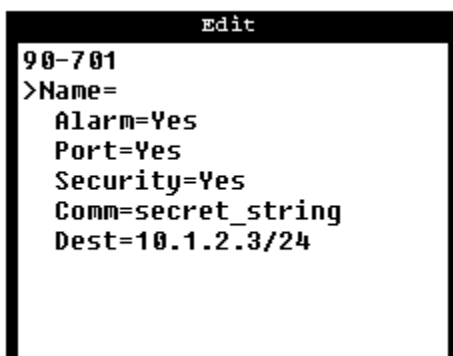 Edit
90-701
>Name=
Alarm=Yes
Port=Yes
Security=Yes
Comm=secret_string
Dest=10.1.2.3/24